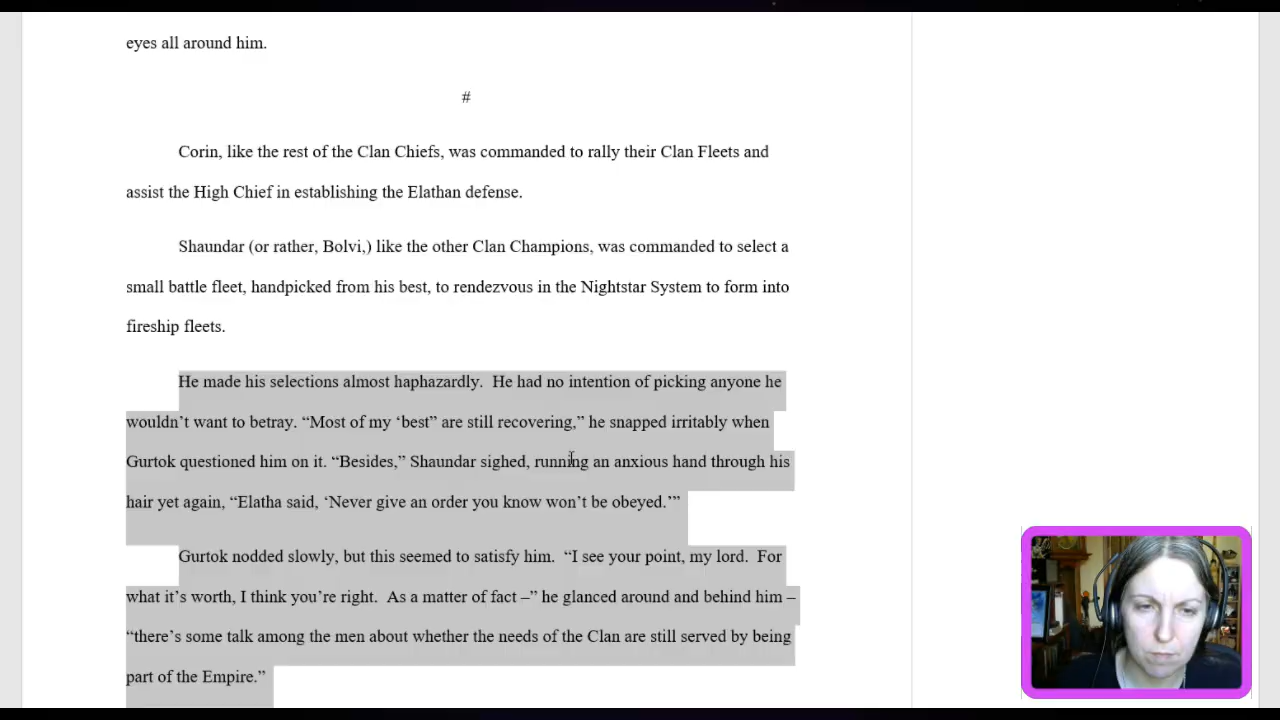 eyes all around him.
#
Corin, like the rest of the Clan Chiefs, was commanded to rally their Clan Fleets and
assist the High Chief in establishing the Elathan defense.
Shaundar (or rather, Bolvi,) like the other Clan Champions, was commanded to select a
small battle fleet, handpicked from his best, to rendezvous in the Nightstar System to form into
fireship fleets.
He made his selections almost haphazardly.  He had no intention of picking anyone he
wouldn’t want to betray. “Most of my ‘best” are still recovering,” he snapped irritably when
Gurtok questioned him on it. “Besides,” Shaundar sighed, running an anxious hand through his
hair yet again, “Elatha said, ‘Never give an order you know won’t be obeyed.’”
Gurtok nodded slowly, but this seemed to satisfy him.  “I see your point, my lord.  For
what it’s worth, I think you’re right.  As a matter of fact –” he glanced around and behind him –
“there’s some talk among the men about whether the needs of the Clan are still served by being
part of the Empire.”